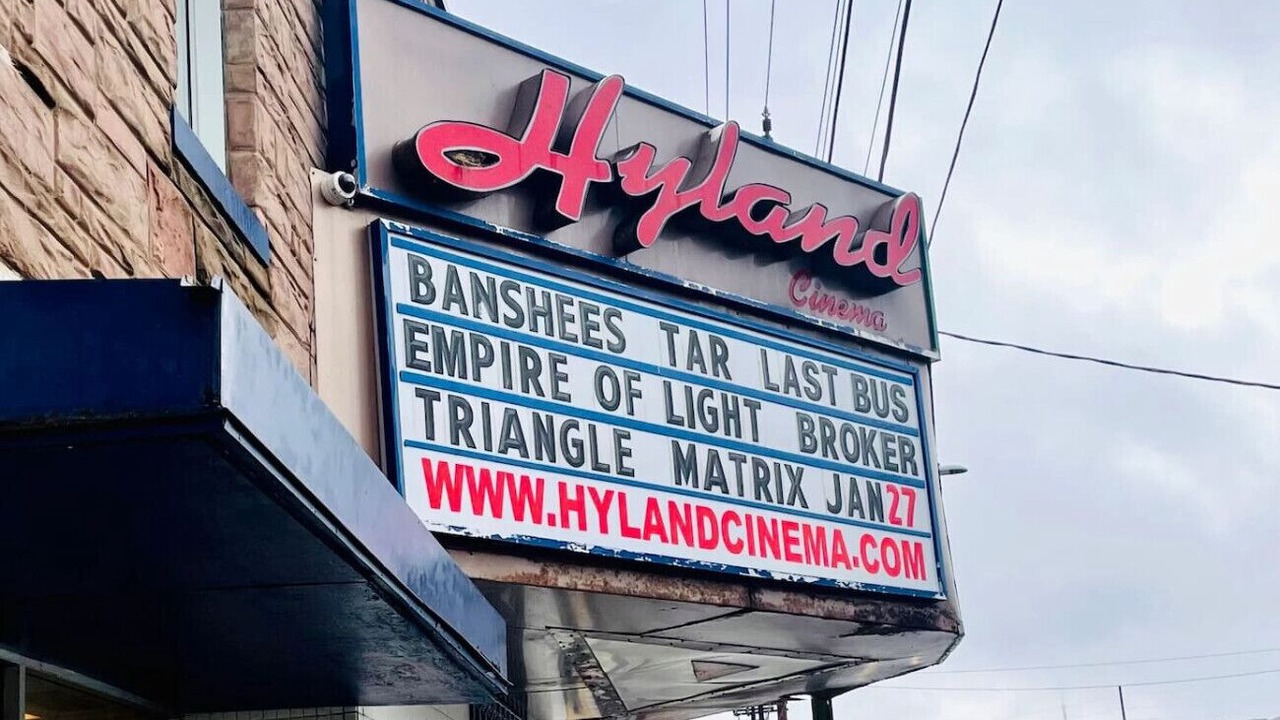 Hyland
Cinema
BANSHEES TAR LAST BUS
EMPIRE OF LIGHT BROKER
TRIANGLE MATRIX JAN27
WWW.HYLANDCINEMA.COM